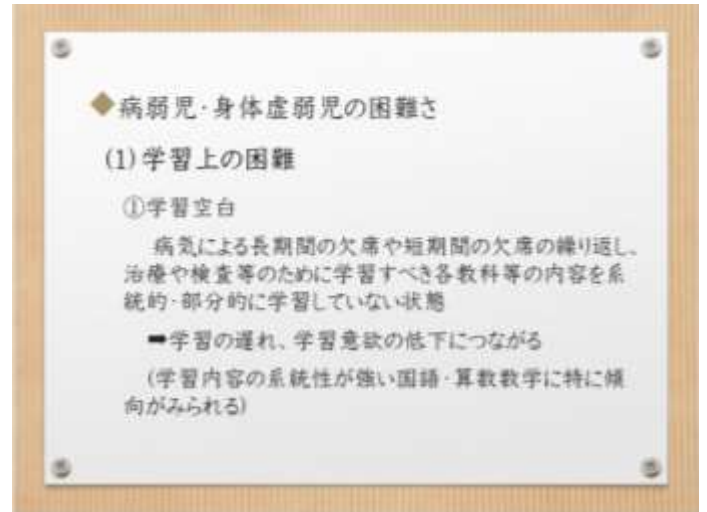 ◆病弱児・身体虚弱児の困難さ
(1)学習上の困難
①学習空白
病気による長期間の欠席や短期間の欠席の繰り返し、
治療や検査等のために学習すべき各教科等の内容を系
統的・部分的に学習していない状態
➡学習の遅れ、学習意欲の低下につながる
(学習内容の系統性が強い国語・算数数学に特に傾
向がみられる)